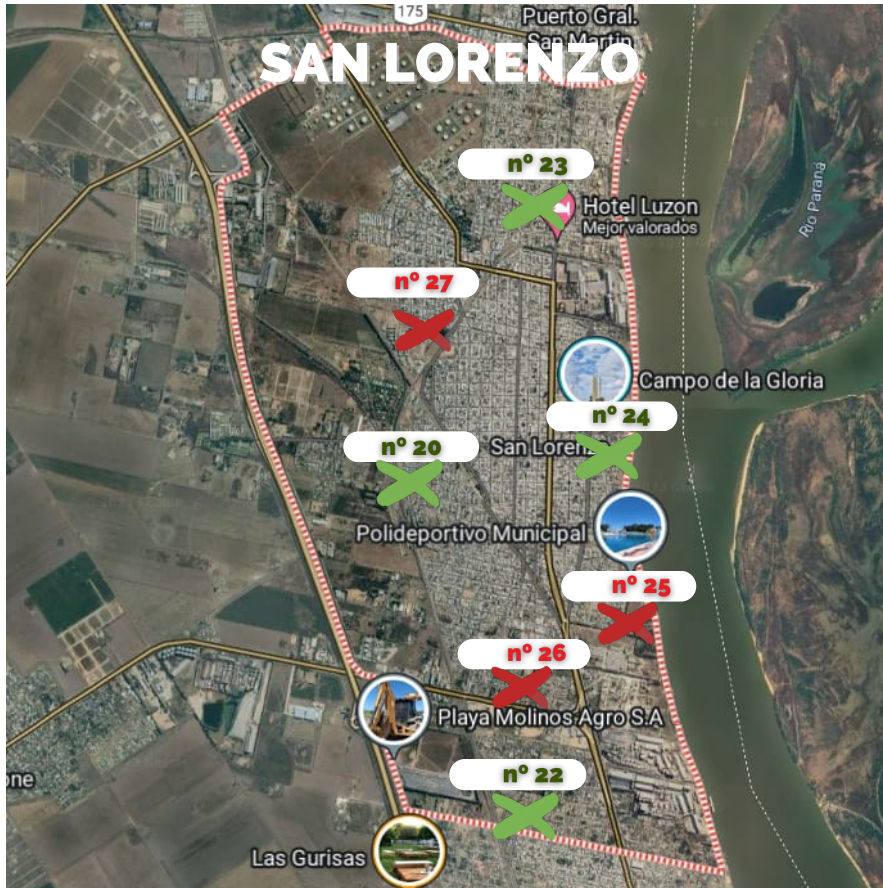 175
Puerto Gral.
San Martin
SAN LORENZO
nº 23
Hotel Luzon
Mejor valorados
Río Paraná
nº 27
Campo de la Gloria
nº 24
nº 20
San Lorenzo
Polideportivo Municipal
nº 25
nº 26
Playa Molinos Agro S.A
nº 22
one
Las Gurisas